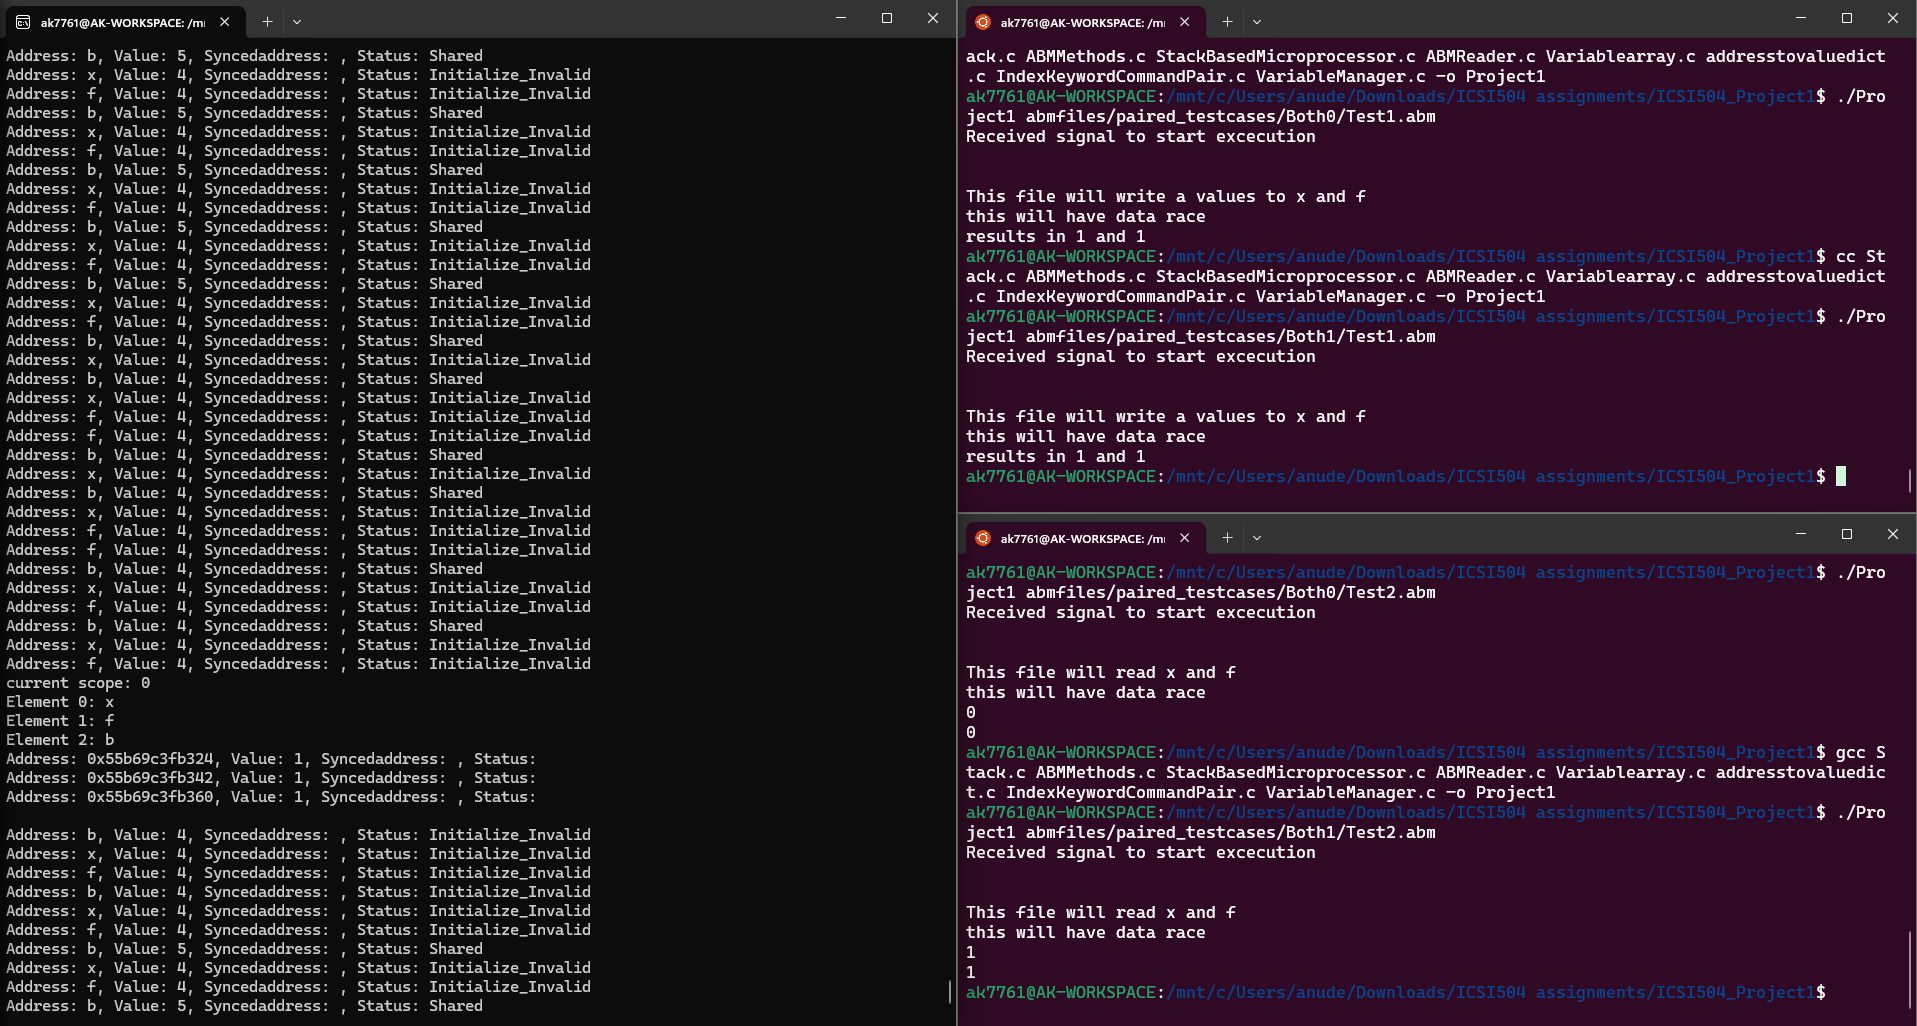 ak7761@AK-WORKSPACE: /mr
Address: b, Value: 5, Syncedaddress: , Status: Shared
Address: x, Value: 4, Syncedaddress: , Status: Initialize_Invalid
Address: f, Value: 4, Syncedaddress: , Status: Initialize_Invalid
Address: b, Value: 5, Syncedaddress: , Status: Shared
Address: x, Value: 4, Syncedaddress: , Status: Initialize_Invalid
Address: f, Value: 4, Syncedaddress: , Status: Initialize_Invalid
Address: b, Value: 5, Syncedaddress: , Status: Shared
Address: x, Value: 4, Syncedaddress: , Status: Initialize_Invalid
Address: f, Value: 4, Syncedaddress: , Status: Initialize_Invalid
Address: b, Value: 5, Syncedaddress: , Status: Shared
Address: x, Value: 4, Syncedaddress: , Status: Initialize_Invalid
Address: f, Value: 4, Syncedaddress: , Status: Initialize_Invalid
Address: b, Value: 5, Syncedaddress: , Status: Shared
Address: x, Value: 4, Syncedaddress: , Status: Initialize_Invalid
Address: f, Value: 4, Syncedaddress: , Status: Initialize_Invalid
Address: b, Value: 4, Syncedaddress: , Status: Shared
Address: x, Value: 4, Syncedaddress: , Status: Initialize_Invalid
Address: b, Value: 4, Syncedaddress: , Status: Shared
Address: x, Value: 4, Syncedaddress: , Status: Initialize_Invalid
Address: f, Value: 4, Syncedaddress: , Status: Initialize_Invalid
Address: f, Value: 4, Syncedaddress: , Status: Initialize_Invalid
Address: b, Value: 4, Syncedaddress: , Status: Shared
Address: x, Value: 4, Syncedaddress: , Status: Initialize_Invalid
Address: b, Value: 4, Syncedaddress: , Status: Shared
Address: x, Value: 4, Syncedaddress: , Status: Initialize_Invalid
Address: f, Value: 4, Syncedaddress: , Status: Initialize_Invalid
Address: f, Value: 4, Syncedaddress: , Status: Initialize_Invalid
Address: b, Value: 4, Syncedaddress: , Status: Shared
Address: x, Value: 4, Syncedaddress: , Status: Initialize_Invalid
Address: f, Value: 4, Syncedaddress: , Status: Initialize_Invalid
Address: b, Value: 4, Syncedaddress: , Status: Shared
Address: x, Value: 4, Syncedaddress: , Status: Initialize_Invalid
Address: f, Value: 4, Syncedaddress: , Status: Initialize_Invalid
current scope: 0
Element 0: x
Element 1: f
Element 2: b
Address: 0x55b69c3fb324, Value: 1, Syncedaddress: , Status:
Address: 0x55b69c3fb342, Value: 1, Syncedaddress: , Status:
Address: 0x55b69c3fb360, Value: 1, Syncedaddress: , Status:
Address: b, Value: 4, Syncedaddress: , Status: Initialize_Invalid
Address: x, Value: 4, Syncedaddress: , Status: Initialize_Invalid
Address: f, Value: 4, Syncedaddress: , Status: Initialize_Invalid
Address: b, Value: 4, Syncedaddress: , Status: Initialize_Invalid
Address: x, Value: 4, Syncedaddress: , Status: Initialize_Invalid
Address: f, Value: 4, Syncedaddress: , Status: Initialize_Invalid
Address: b, Value: 5, Syncedaddress: , Status: Shared
Address: x, Value: 4, Syncedaddress: , Status: Initialize_Invalid
Address: f, Value: 4, Syncedaddress: , Status: Initialize_Invalid
Address: b, Value: 5, Syncedaddress: , Status: Shared
ak7761@AK-WORKSPACE: /mr
ack.c ABMMethods.c StackBasedMicroprocessor.c ABMReader.c Variablearray.c addresstovaluedict
.c IndexKeywordCommandPair.c VariableManager.c -o Project1
ak7761@AK-WORKSPACE:/mnt/c/Users/anude/Downloads/ICSI504 assignments/ICSI504_Project1$ ./Pro
ject1 abmfiles/paired_testcases/Both0/Test1.abm
Received signal to start excecution
This file will write a values to x and f
this will have data race
results in 1 and 1
ak7761@AK-WORKSPACE:/mnt/c/Users/anude/Downloads/ICSI504 assignments/ICSI504_Project1$ cc St
ack.c ABMMethods.c StackBasedMicroprocessor.c ABMReader.c Variablearray.c addresstovaluedict
.c IndexKeywordCommandPair.c VariableManager.c -o Project1
ak7761@AK-WORKSPACE:/mnt/c/Users/anude/Downloads/ICSI504 assignments/ICSI504_Project1$ ./Pro
ject1 abmfiles/paired_testcases/Both1/Test1.abm
Received signal to start excecution
This file will write a values to x and f
this will have data race
results in 1 and 1
ak7761@AK-WORKSPACE:/mnt/c/Users/anude/Downloads/ICSI504 assignments/ICSI504_Project1$
ak7761@AK-WORKSPACE: /mr
ak7761@AK-WORKSPACE:/mnt/c/Users/anude/Downloads/ICSI504 assignments/ICSI504_Project1$ ./Pro
ject1 abmfiles/paired_testcases/Both0/Test2.abm
Received signal to start excecution
This file will read x and f
this will have data race
0
0
ak7761@AK-WORKSPACE:/mnt/c/Users/anude/Downloads/ICSI504 assignments/ICSI504_Project1$ gcc S
tack.c ABMMethods.c StackBasedMicroprocessor.c ABMReader.c Variablearray.c addresstovaluedic
t.c IndexKeywordCommandPair.c VariableManager.c -o Project1
ak7761@AK-WORKSPACE:/mnt/c/Users/anude/Downloads/ICSI504 assignments/ICSI504_Project1$ ./Pro
ject1 abmfiles/paired_testcases/Both1/Test2.abm
Received signal to start excecution
This file will read x and f
this will have data race
1
1
ak7761@AK-WORKSPACE:/mnt/c/Users/anude/Downloads/ICSI504 assignments/ICSI504_Project1$